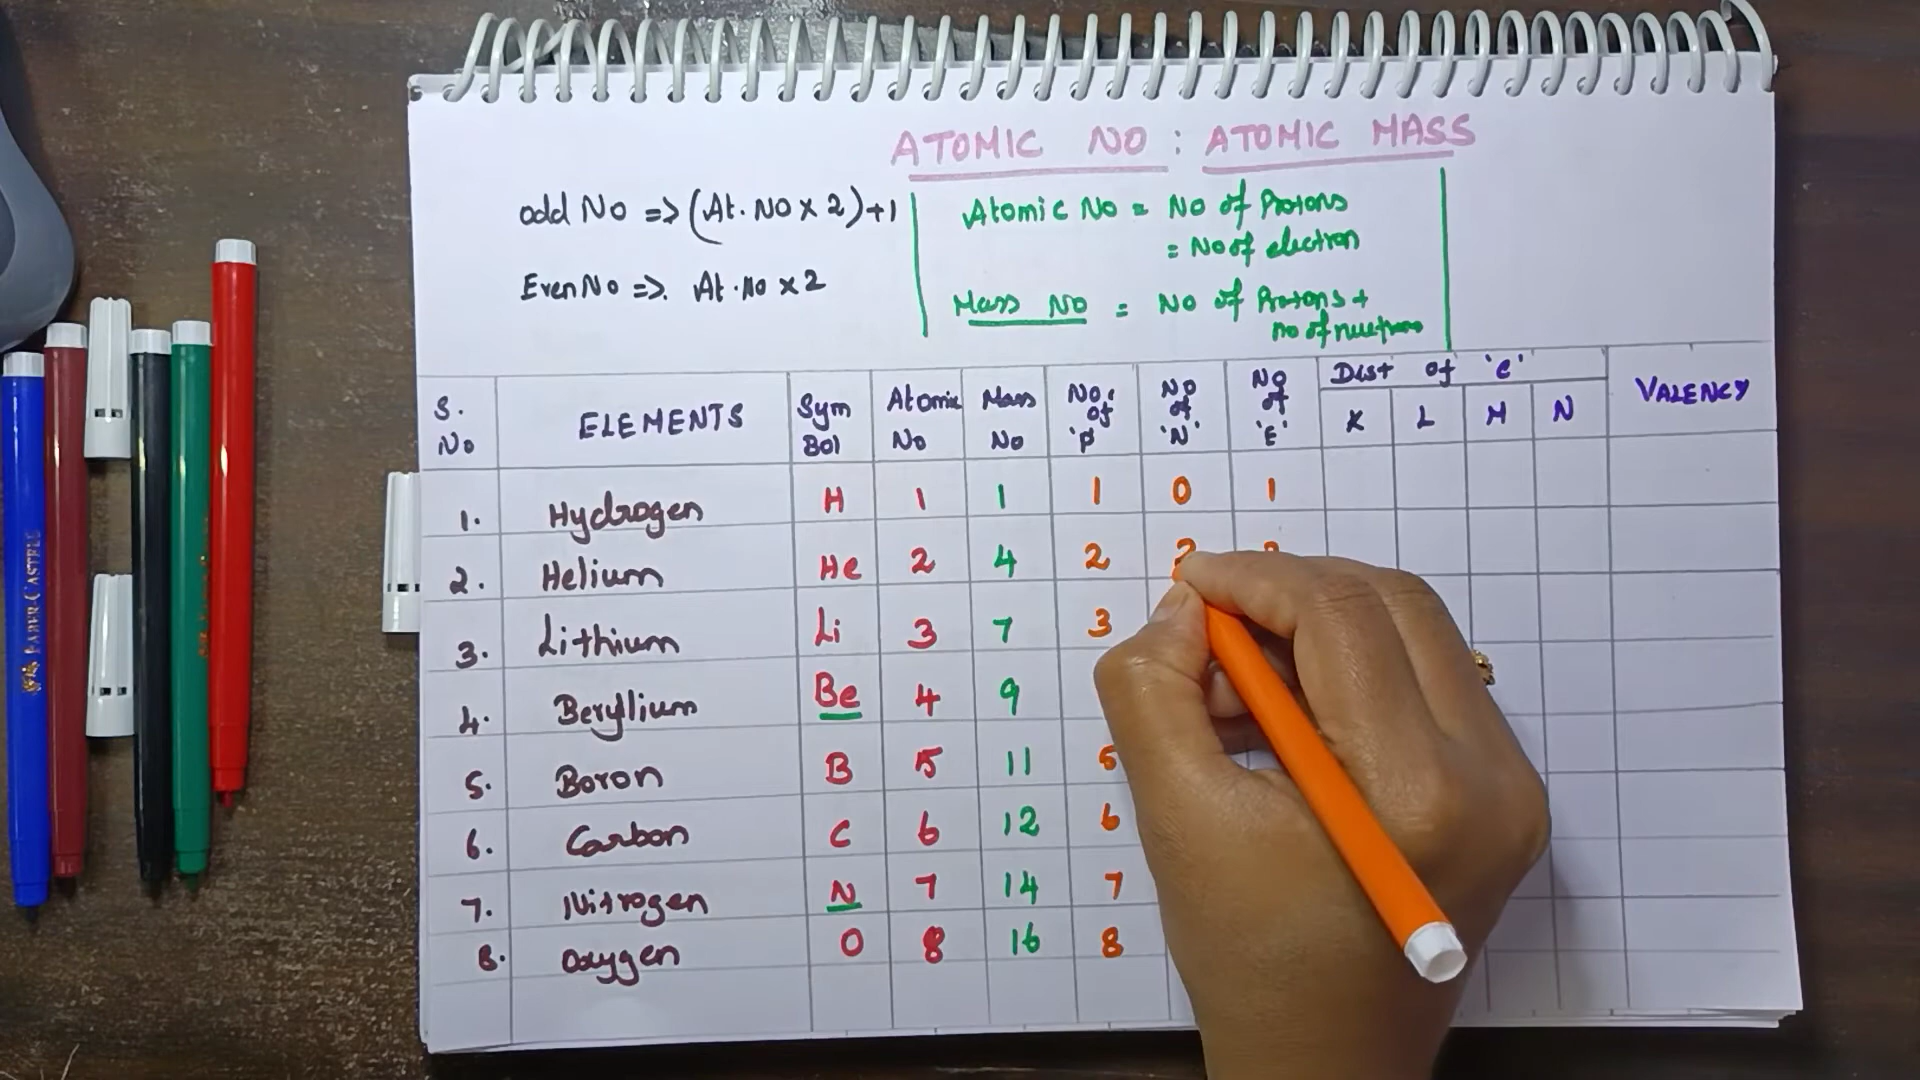 ATOMIC NO : ATOMIC MASS
odd No => (At. NO x 2) +1
Even No =>. At. No x 2
Atomic No = No of Protons
= No of electron
Mass No = No of Protons +
no of neutrons
S. No
ELEMENTS
Sym Bol
Atomic No
Mass No
No. of 'p'
No of 'N'
No of 'E'
Dist of 'e'
K L M N
VALENCY
1. Hydrogen H 1 1 1 0 1
2. Helium He 2 4 2
3. Lithium Li 3 7 3
4. Beryllium Be 4 9
5. Boron B 5 11 5
6. Carbon C 6 12 6
7. Nitrogen N 7 14 7
8. Oxygen O 8 16 8
FABER-CASTELL